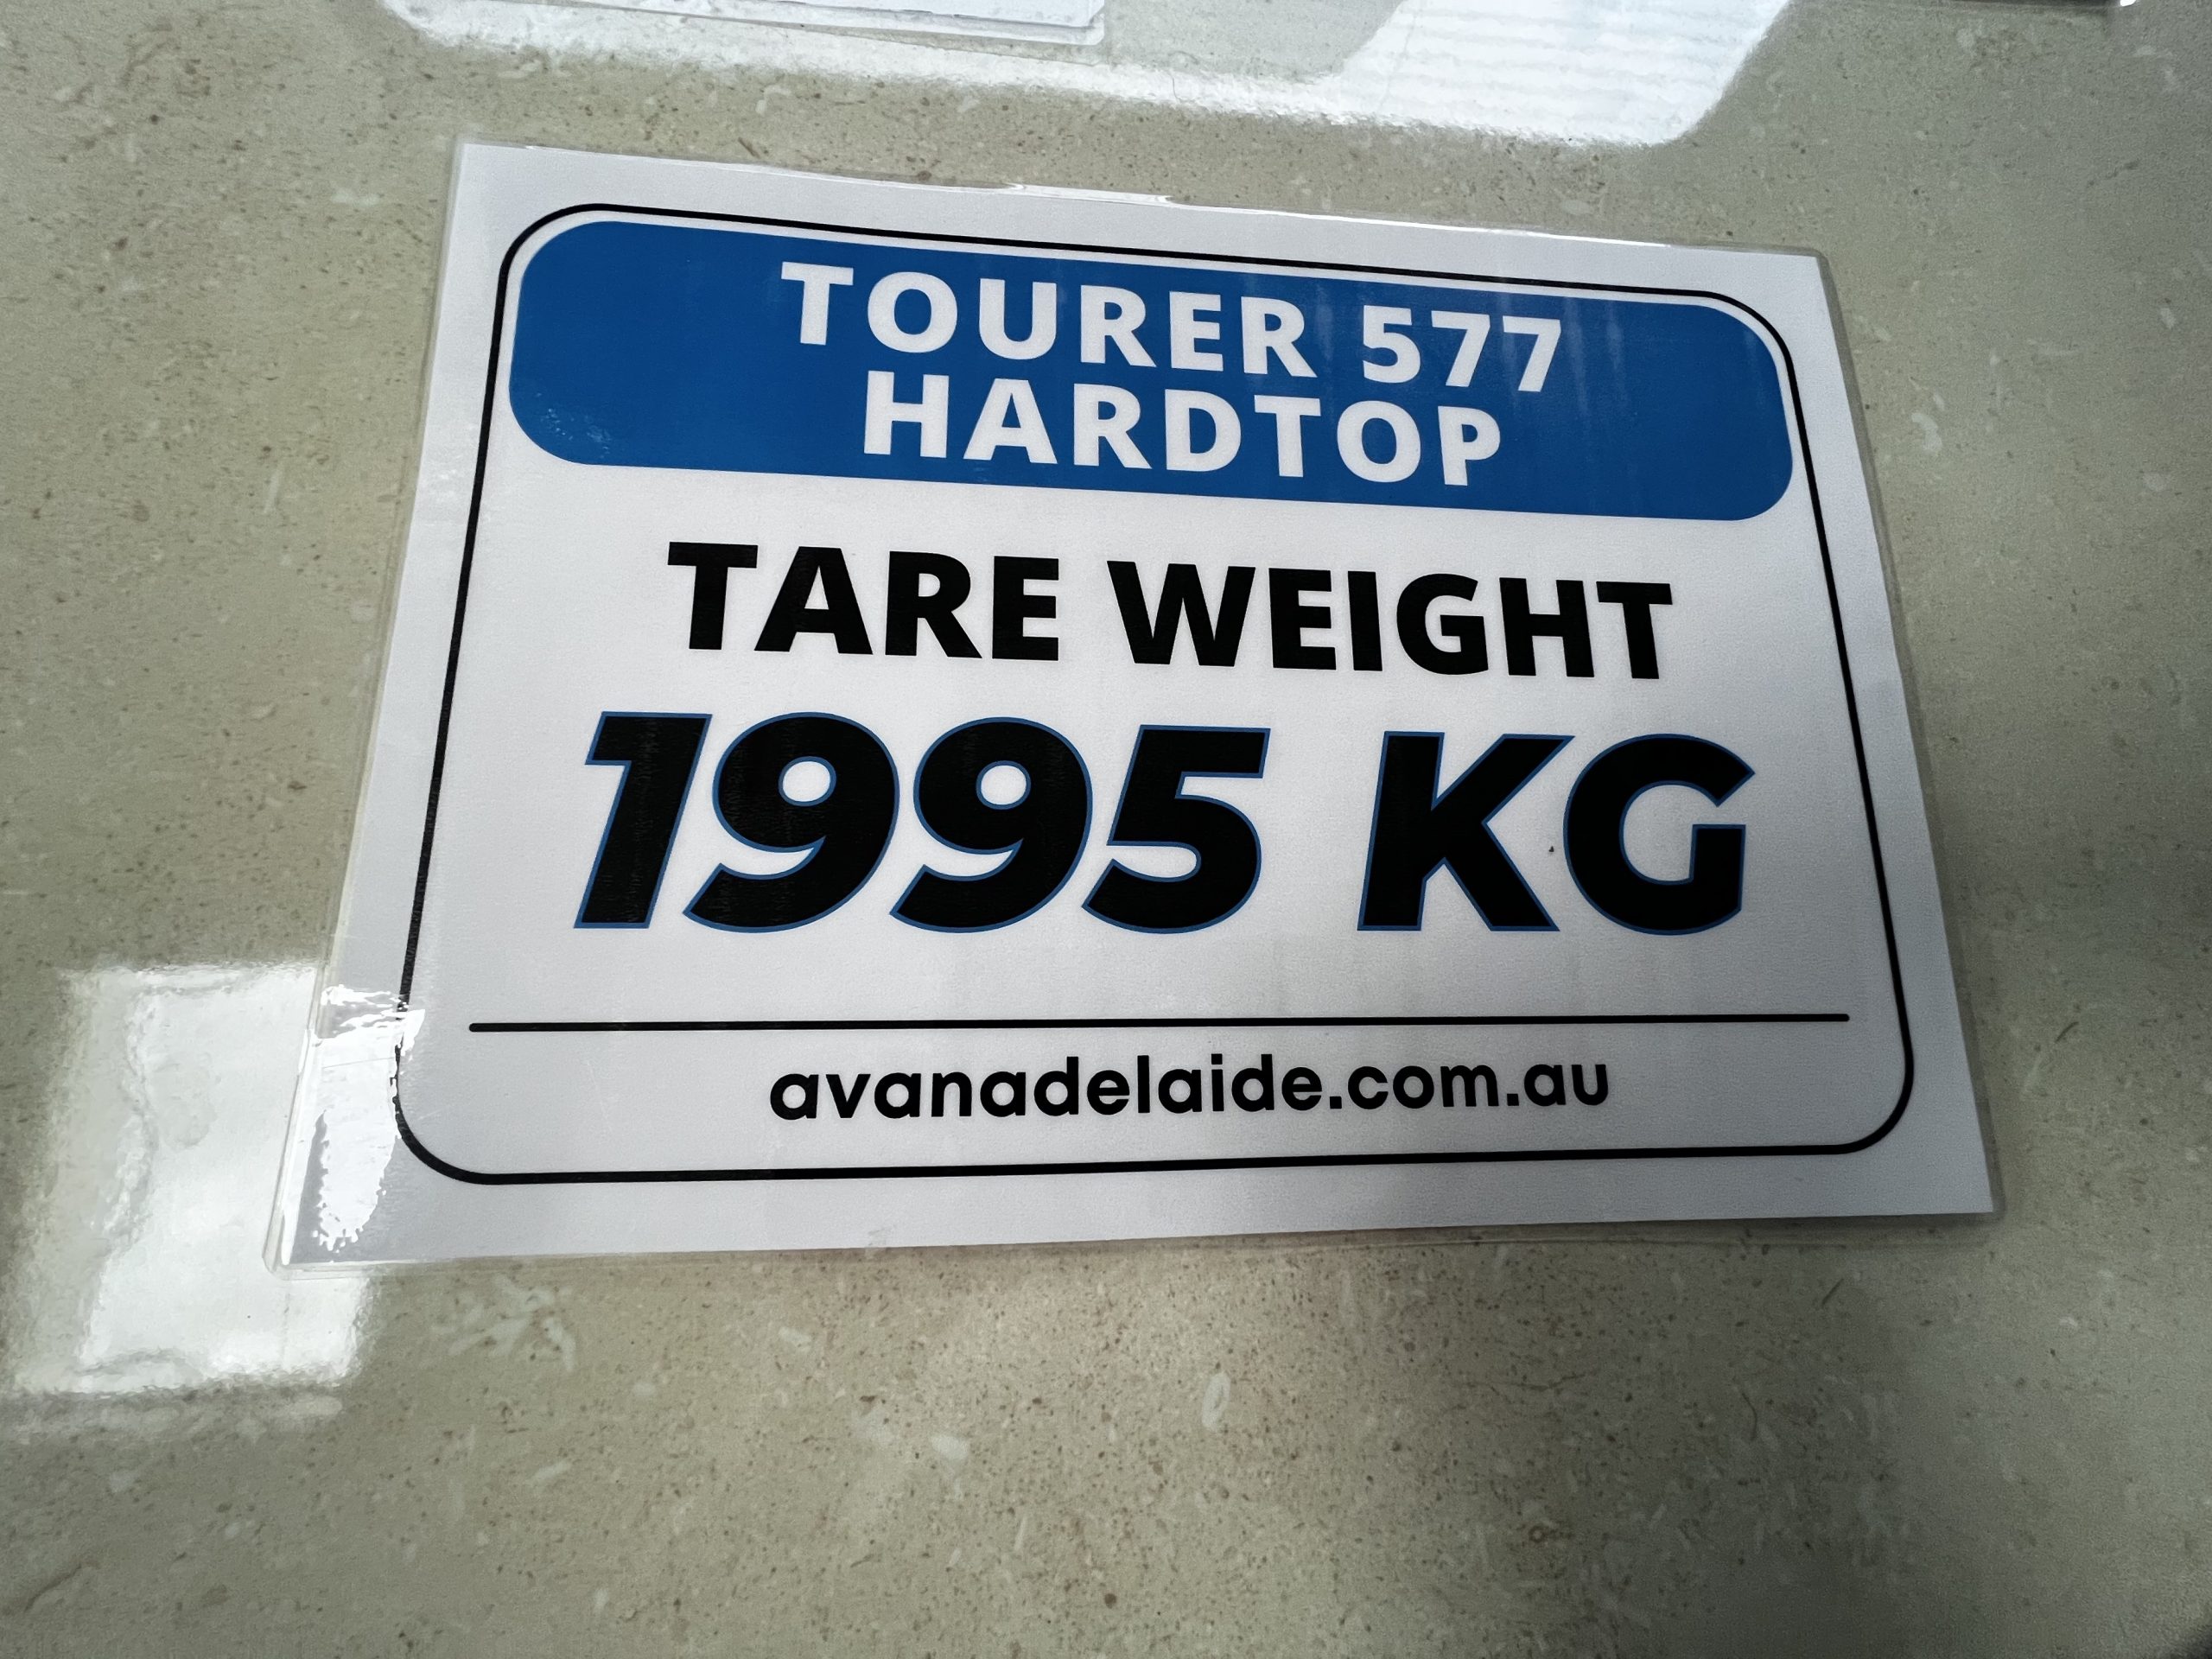 TOURER 577
HARDTOP
TARE WEIGHT
1995 KG
avanadelaide.com.au